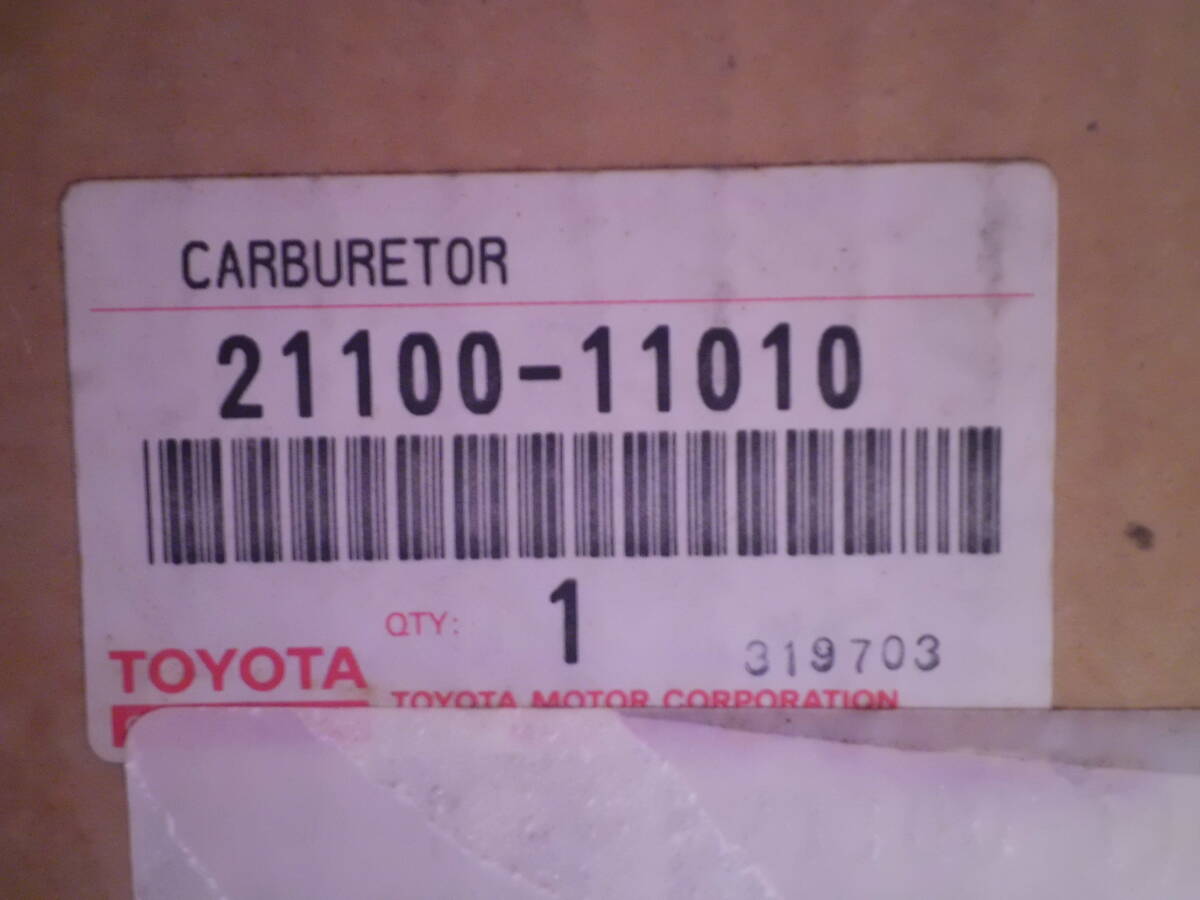 CARBURETOR
21100-11010
QTY: 1
319703
TOYOTA
TOYOTA MOTOR CORPORATION